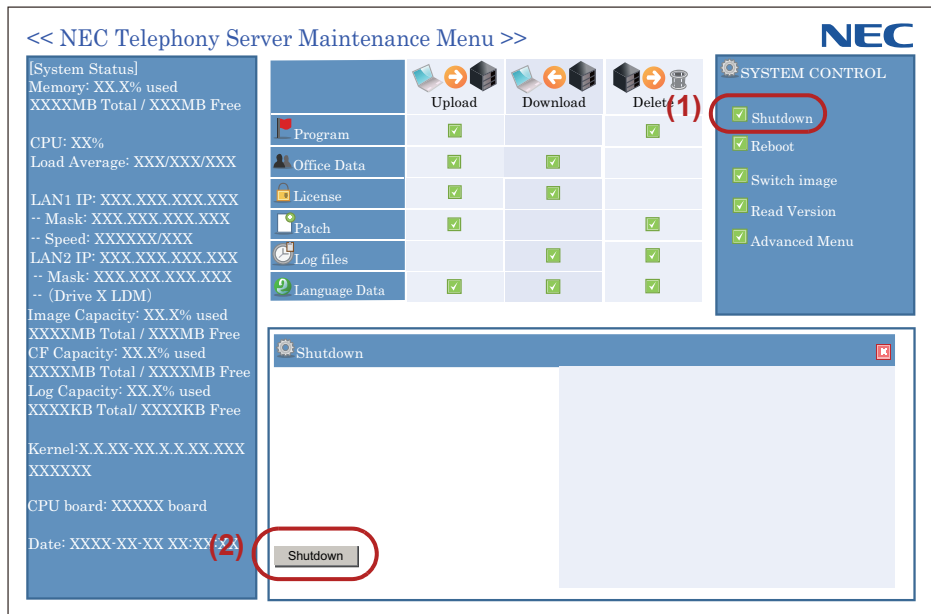 << NEC Telephony Server Maintenance Menu >>
NEC
[System Status]
Memory: XX.X% used
XXXXMB Total / XXXMB Free
CPU: XX%
Load Average: XXX/XXX/XXX
LAN1 IP: XXX.XXX.XXX.XXX
-- Mask: XXX.XXX.XXX.XXX
-- Speed: XXXXXX/XXX
LAN2 IP: XXX.XXX.XXX.XXX
-- Mask: XXX.XXX.XXX.XXX
-- (Drive X LDM)
Image Capacity: XX.X% used
XXXXMB Total / XXXMB Free
CF Capacity: XX.X% used
XXXXMB Total / XXXXMB Free
Log Capacity: XX.X% used
XXXXKB Total/ XXXXKB Free
Kernel:X.X.XX-XX.X.X.XX.XXX
XXXXXX
CPU board: XXXXX board
Date: XXXX-XX-XX XX:XX:XX
Upload Download Delete
Program
Office Data
License
Patch
Log files
Language Data
(1)
SYSTEM CONTROL
Shutdown
Reboot
Switch image
Read Version
Advanced Menu
Shutdown
(2)
Shutdown